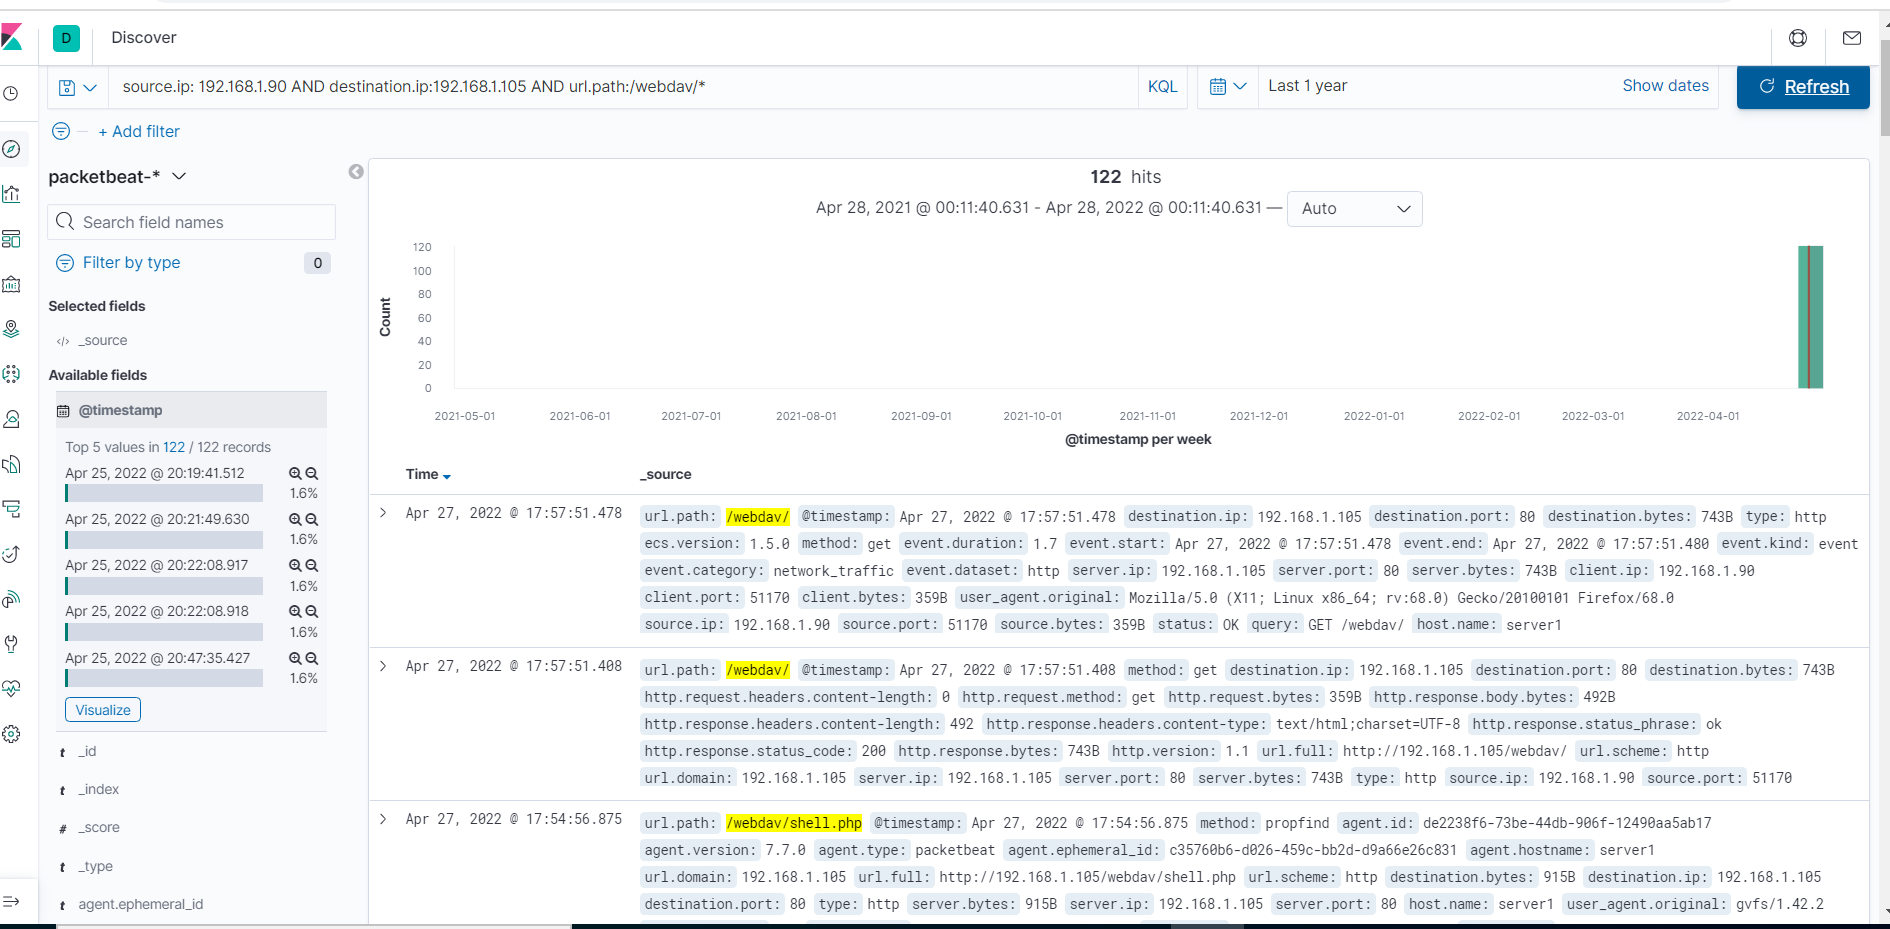 D Discover
source.ip: 192.168.1.90 AND destination.ip:192.168.1.105 AND url.path:/webdav/* KQL Last 1 year Show dates Refresh
+ Add filter
packetbeat-*
Search field names
Filter by type 0
Selected fields
_source
Available fields
@timestamp
Top 5 values in 122 / 122 records
Apr 25, 2022 @ 20:19:41.512
1.6%
Apr 25, 2022 @ 20:21:49.630
1.6%
Apr 25, 2022 @ 20:22:08.917
1.6%
Apr 25, 2022 @ 20:22:08.918
1.6%
Apr 25, 2022 @ 20:47:35.427
1.6%
Visualize
t _id
t _index
# _score
t _type
t agent.ephemeral_id
122 hits
Apr 28, 2021 @ 00:11:40.631 - Apr 28, 2022 @ 00:11:40.631 — Auto
Count
120
100
80
60
40
20
0
2021-05-01 2021-06-01 2021-07-01 2021-08-01 2021-09-01 2021-10-01 2021-11-01 2021-12-01 2022-01-01 2022-02-01 2022-03-01 2022-04-01
@timestamp per week
Time _source
Apr 27, 2022 @ 17:57:51.478 url.path: /webdav/ @timestamp: Apr 27, 2022 @ 17:57:51.478 destination.ip: 192.168.1.105 destination.port: 80 destination.bytes: 743B type: http
ecs.version: 1.5.0 method: get event.duration: 1.7 event.start: Apr 27, 2022 @ 17:57:51.478 event.end: Apr 27, 2022 @ 17:57:51.480 event.kind: event
event.category: network_traffic event.dataset: http server.ip: 192.168.1.105 server.port: 80 server.bytes: 743B client.ip: 192.168.1.90
client.port: 51170 client.bytes: 359B user_agent.original: Mozilla/5.0 (X11; Linux x86_64; rv:68.0) Gecko/20100101 Firefox/68.0
source.ip: 192.168.1.90 source.port: 51170 source.bytes: 359B status: OK query: GET /webdav/ host.name: server1
Apr 27, 2022 @ 17:57:51.408 url.path: /webdav/ @timestamp: Apr 27, 2022 @ 17:57:51.408 method: get destination.ip: 192.168.1.105 destination.port: 80 destination.bytes: 743B
http.request.headers.content-length: 0 http.request.method: get http.request.bytes: 359B http.response.body.bytes: 492B
http.response.headers.content-length: 492 http.response.headers.content-type: text/html;charset=UTF-8 http.response.status_phrase: ok
http.response.status_code: 200 http.response.bytes: 743B http.version: 1.1 url.full: http://192.168.1.105/webdav/ url.scheme: http
url.domain: 192.168.1.105 server.ip: 192.168.1.105 server.port: 80 server.bytes: 743B type: http source.ip: 192.168.1.90 source.port: 51170
Apr 27, 2022 @ 17:54:56.875 url.path: /webdav/shell.php @timestamp: Apr 27, 2022 @ 17:54:56.875 method: propfind agent.id: de2238f6-73be-44db-906f-12490aa5ab17
agent.version: 7.7.0 agent.type: packetbeat agent.ephemeral_id: c35760b6-d026-459c-bb2d-d9a66e26c831 agent.hostname: server1
url.domain: 192.168.1.105 url.full: http://192.168.1.105/webdav/shell.php url.scheme: http destination.bytes: 915B destination.ip: 192.168.1.105
destination.port: 80 type: http server.bytes: 915B server.ip: 192.168.1.105 server.port: 80 host.name: server1 user_agent.original: gvfs/1.42.2